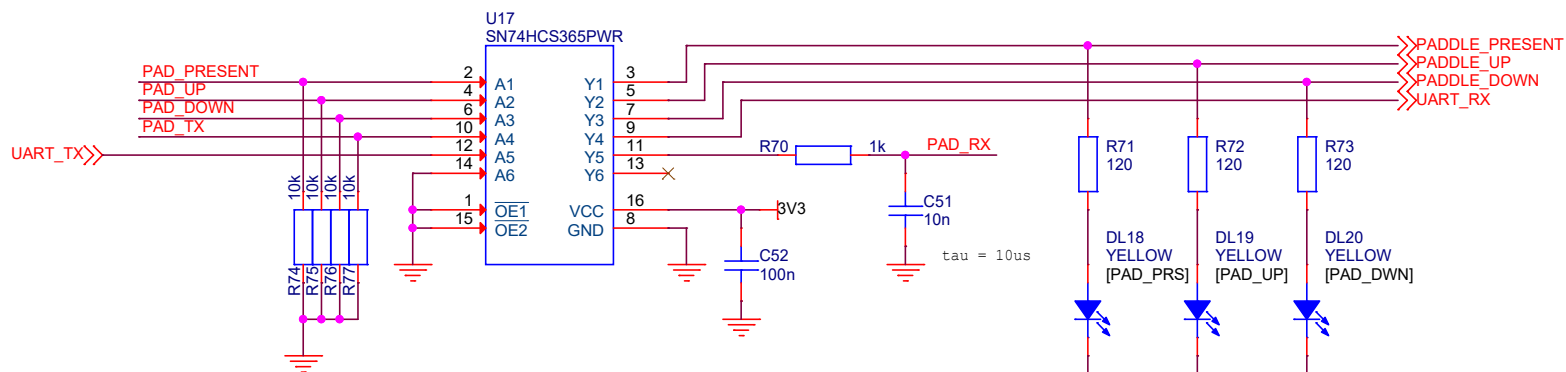 U17
SN74HCS365PWR
PAD_PRESENT
PAD_UP
PAD_DOWN
PAD_TX
UART_TX
2
4
6
10
12
14
1
15
A1
A2
A3
A4
A5
A6
OE1
OE2
Y1
Y2
Y3
Y4
Y5
Y6
VCC
GND
3
5
7
9
11
13
16
8
PADDLE_PRESENT
PADDLE_UP
PADDLE_DOWN
UART_RX
R70
1k
PAD_RX
3V3
C51
10n
C52
100n
tau = 10us
10k
10k
10k
10k
R74
R75
R76
R77
R71
120
R72
120
R73
120
DL18
YELLOW
[PAD_PRS]
DL19
YELLOW
[PAD_UP]
DL20
YELLOW
[PAD_DWN]